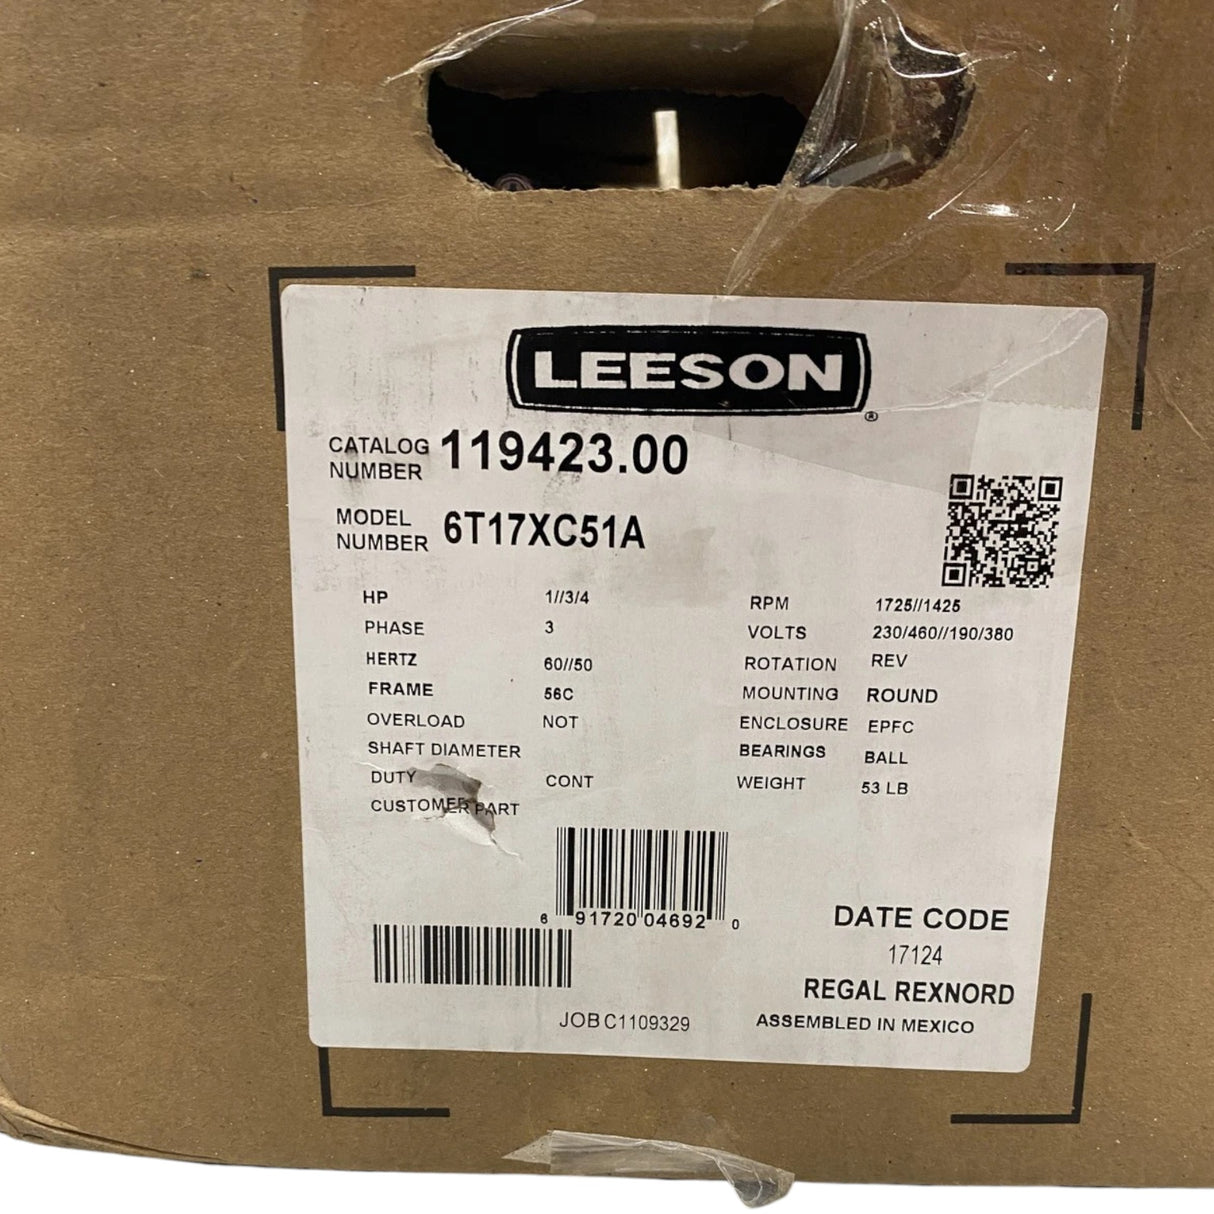 LEESON®
CATALOG NUMBER 119423.00
MODEL NUMBER 6T17XC51A
HP 1//3/4 RPM 1725//1425
PHASE 3 VOLTS 230/460//190/380
HERTZ 60//50 ROTATION REV
FRAME 56C MOUNTING ROUND
OVERLOAD NOT ENCLOSURE EPFC
SHAFT DIAMETER BEARINGS BALL
DUTY CONT WEIGHT 53 LB
CUSTOMER PART
6 91720 04692 0
DATE CODE
17124
REGAL REXNORD
JOB C1109329 ASSEMBLED IN MEXICO